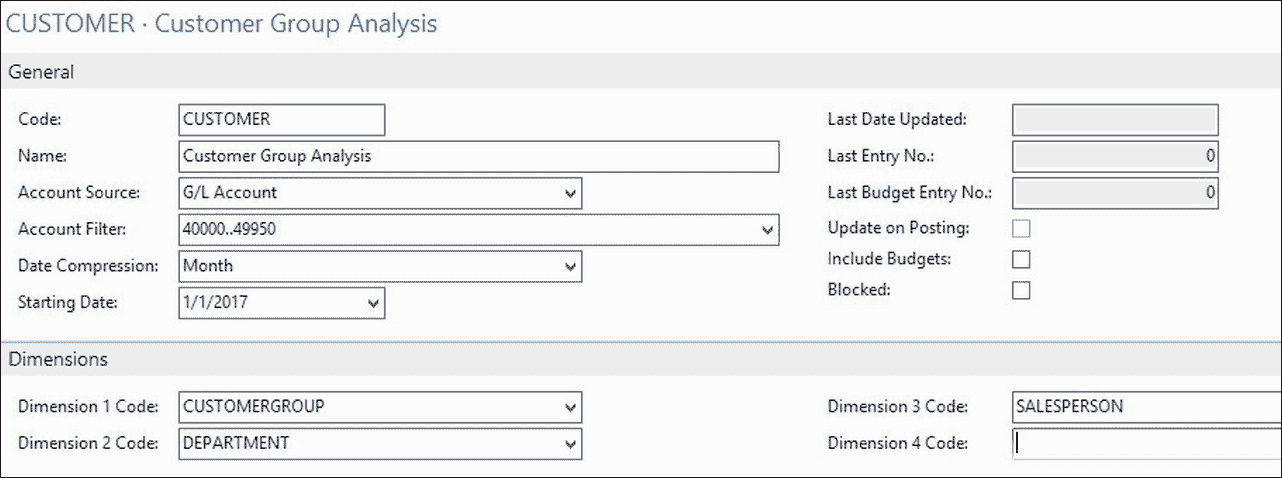 CUSTOMER · Customer Group Analysis
General
Code: CUSTOMER
Name: Customer Group Analysis
Account Source: G/L Account
Account Filter: 40000..49950
Date Compression: Month
Starting Date: 1/1/2017
Last Date Updated:
Last Entry No.: 0
Last Budget Entry No.: 0
Update on Posting:
Include Budgets:
Blocked:
Dimensions
Dimension 1 Code: CUSTOMERGROUP
Dimension 2 Code: DEPARTMENT
Dimension 3 Code: SALESPERSON
Dimension 4 Code: